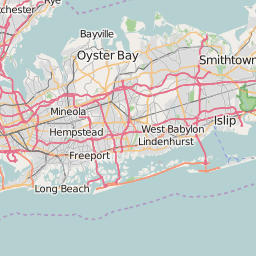 Rye
chester
Bayville
Oyster Bay
Smithtown
Mineola
Hempstead
West Babylon
Islip
Lindenhurst
Freeport
Long Beach